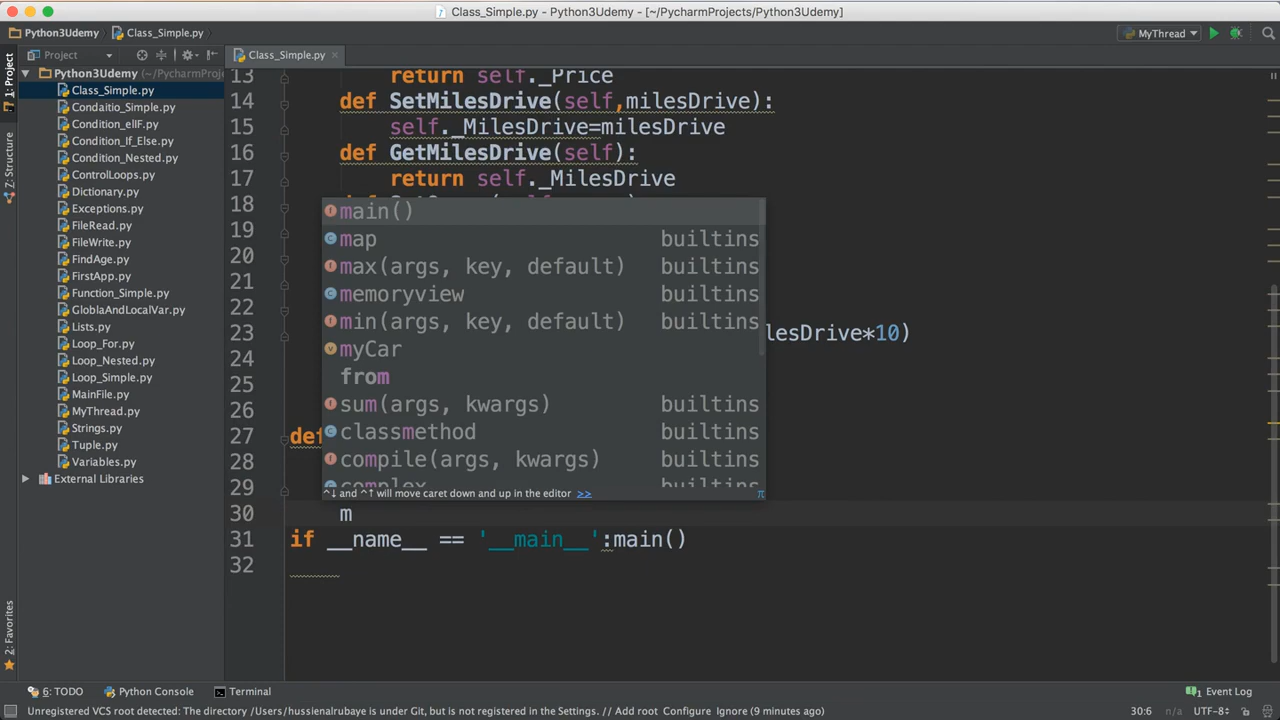 Class_Simple.py - Python3Udemy - [~/PycharmProjects/Python3Udemy]
Python3Udemy Class_Simple.py MyThread
Project Class_Simple.py
1: Project
Z: Structure
2: Favorites
Python3Udemy (~/PycharmProj
Class_Simple.py
Condaitio_Simple.py
Condition_elIF.py
Condition_If_Else.py
Condition_Nested.py
ControlLoops.py
Dictionary.py
Exceptions.py
FileRead.py
FileWrite.py
FindAge.py
FirstApp.py
Function_Simple.py
GloblaAndLocalVar.py
Lists.py
Loop_For.py
Loop_Nested.py
Loop_Simple.py
MainFile.py
MyThread.py
Strings.py
Tuple.py
Variables.py
External Libraries
13 return self._Price
14 def SetMilesDrive(self,milesDrive):
15 self._MilesDrive=milesDrive
16 def GetMilesDrive(self):
17 return self._MilesDrive
18
19
20
21
22
23 lesDrive*10)
24
25
26
27 def
28
29
30 m
31 if __name__ == '__main__':main()
32
main()
map builtins
max(args, key, default) builtins
memoryview builtins
min(args, key, default) builtins
myCar
from
sum(args, kwargs) builtins
classmethod builtins
compile(args, kwargs) builtins
complex builtins
^↓ and ^↑ will move caret down and up in the editor >> π
6: TODO Python Console Terminal 1 Event Log
Unregistered VCS root detected: The directory /Users/hussienalrubaye is under Git, but is not registered in the Settings. // Add root Configure Ignore (9 minutes ago) 30:6 n/a UTF-8